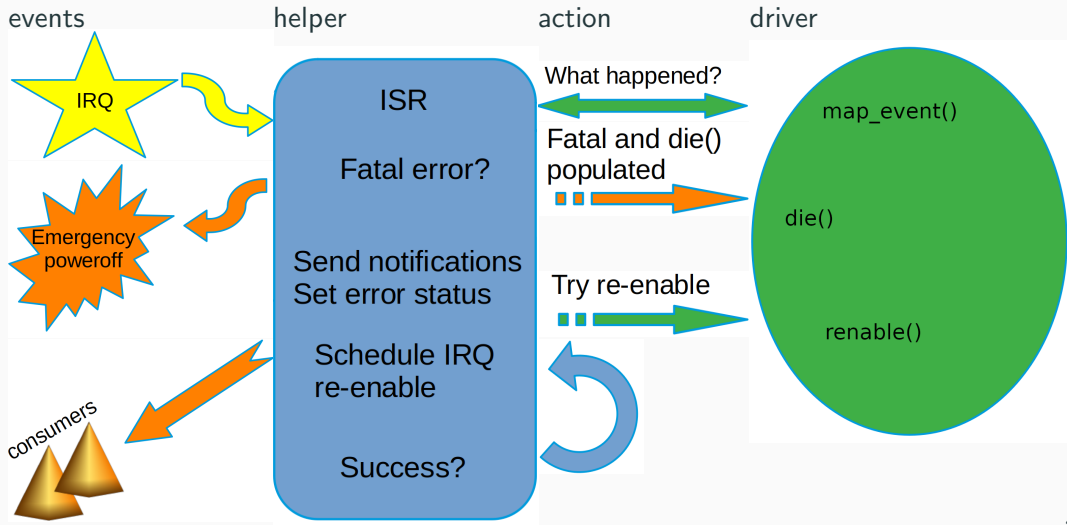 events
helper
action
driver
IRQ
ISR
What happened?
map_event()
Fatal error?
Fatal and die()
populated
die()
Emergency
poweroff
Send notifications
Set error status
Try re-enable
renable()
Schedule IRQ
re-enable
consumers
Success?